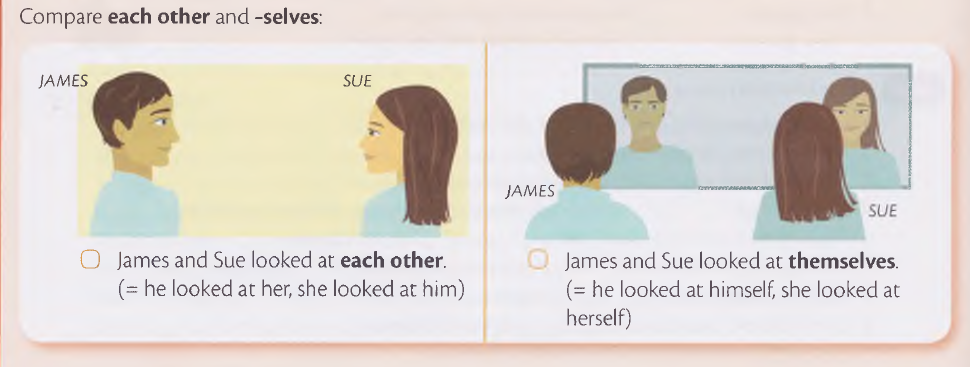 Compare each other and -selves:
JAMES
SUE
James and Sue looked at each other.
(= he looked at her, she looked at him)
JAMES
SUE
James and Sue looked at themselves.
(= he looked at himself, she looked at
herself)